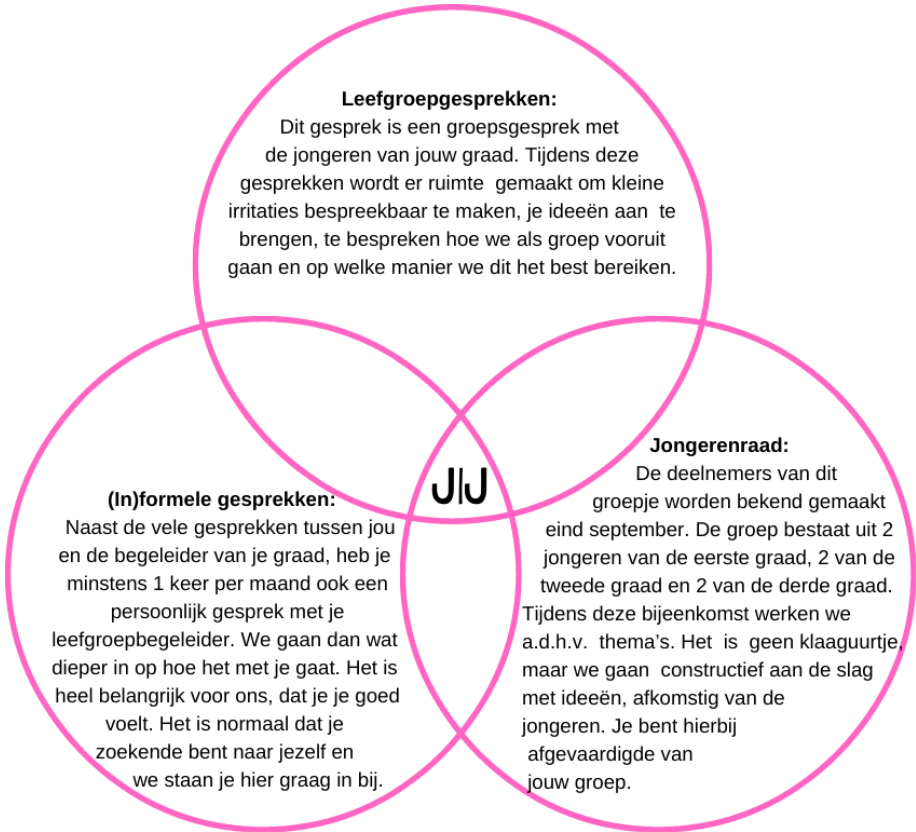 Leefgroepgesprekken:
Dit gesprek is een groepsgesprek met
de jongeren van jouw graad. Tijdens deze
gesprekken wordt er ruimte gemaakt om kleine
irritaties bespreekbaar te maken, je ideeën aan te
brengen, te bespreken hoe we als groep vooruit
gaan en op welke manier we dit het best bereiken.
(In)formele gesprekken:
Naast de vele gesprekken tussen jou
en de begeleider van je graad, heb je
minstens 1 keer per maand ook een
persoonlijk gesprek met je
leefgroepbegeleider. We gaan dan wat
dieper in op hoe het met je gaat. Het is
heel belangrijk voor ons, dat je je goed
voelt. Het is normaal dat je
zoekende bent naar jezelf en
we staan je hier graag in bij.
JIJ
Jongerenraad:
De deelnemers van dit
groepje worden bekend gemaakt
eind september. De groep bestaat uit 2
jongeren van de eerste graad, 2 van de
tweede graad en 2 van de derde graad.
Tijdens deze bijeenkomst werken we
a.d.h.v. thema's. Het is geen klaaguurtje,
maar we gaan constructief aan de slag
met ideeën, afkomstig van de
jongeren. Je bent hierbij
afgevaardigde van
jouw groep.